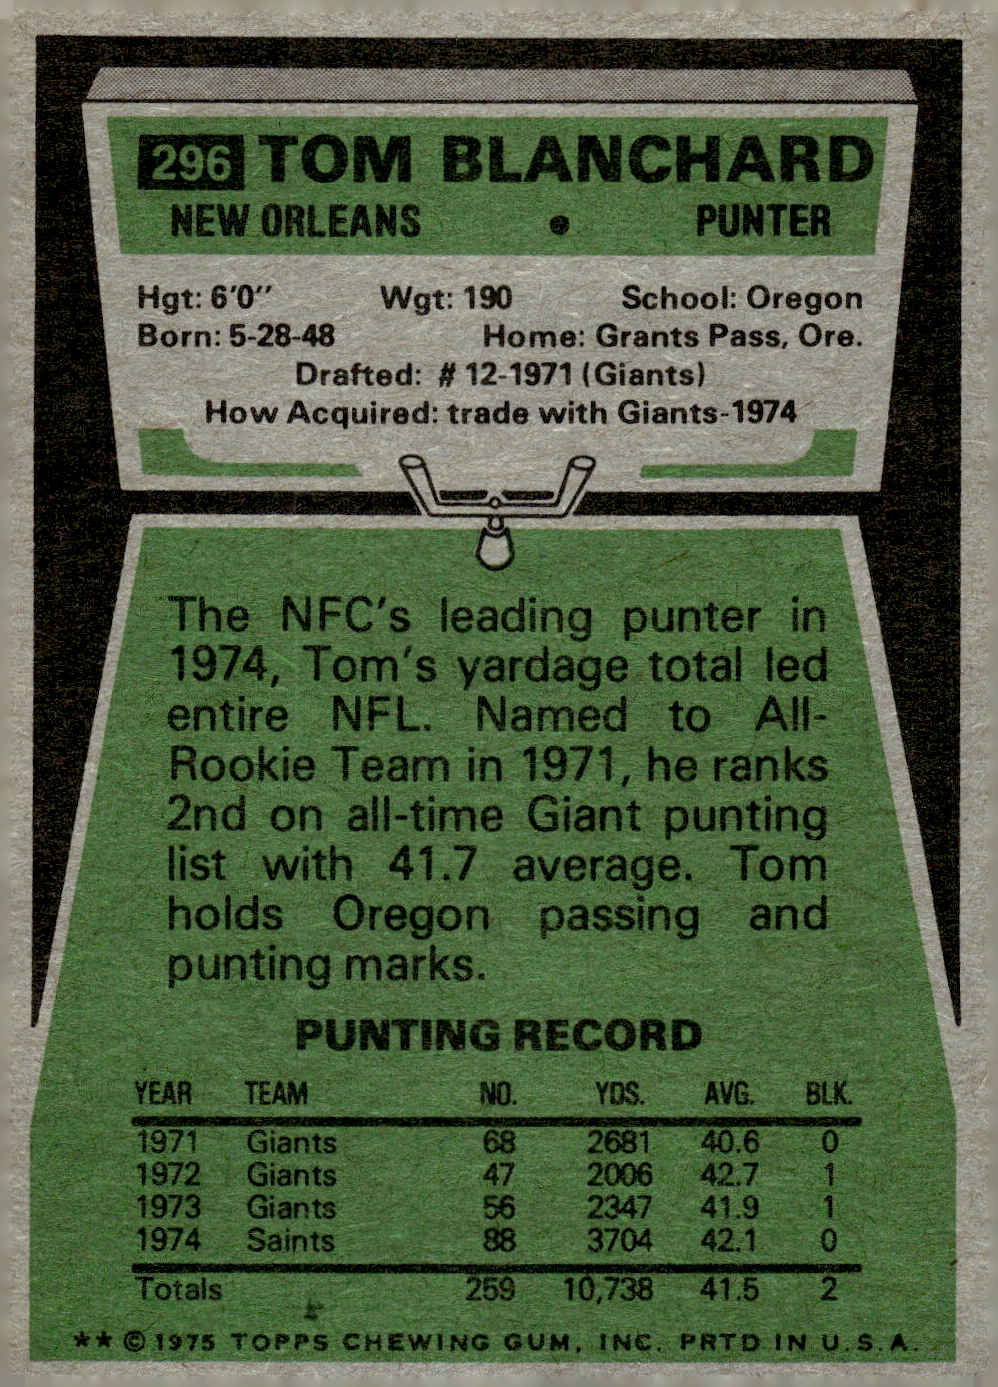 296 TOM BLANCHARD
NEW ORLEANS • PUNTER
Hgt: 6'0" Wgt: 190 School: Oregon
Born: 5-28-48 Home: Grants Pass, Ore.
Drafted: # 12-1971 (Giants)
How Acquired: trade with Giants-1974
The NFC's leading punter in
1974, Tom's yardage total led
entire NFL. Named to All-
Rookie Team in 1971, he ranks
2nd on all-time Giant punting
list with 41.7 average. Tom
holds Oregon passing and
punting marks.
PUNTING RECORD
YEAR TEAM NO. YDS. AVG. BLK.
1971 Giants 68 2681 40.6 0
1972 Giants 47 2006 42.7 1
1973 Giants 56 2347 41.9 1
1974 Saints 88 3704 42.1 0
Totals 259 10,738 41.5 2
**© 1975 TOPPS CHEWING GUM, INC. PRTD IN U.S.A.